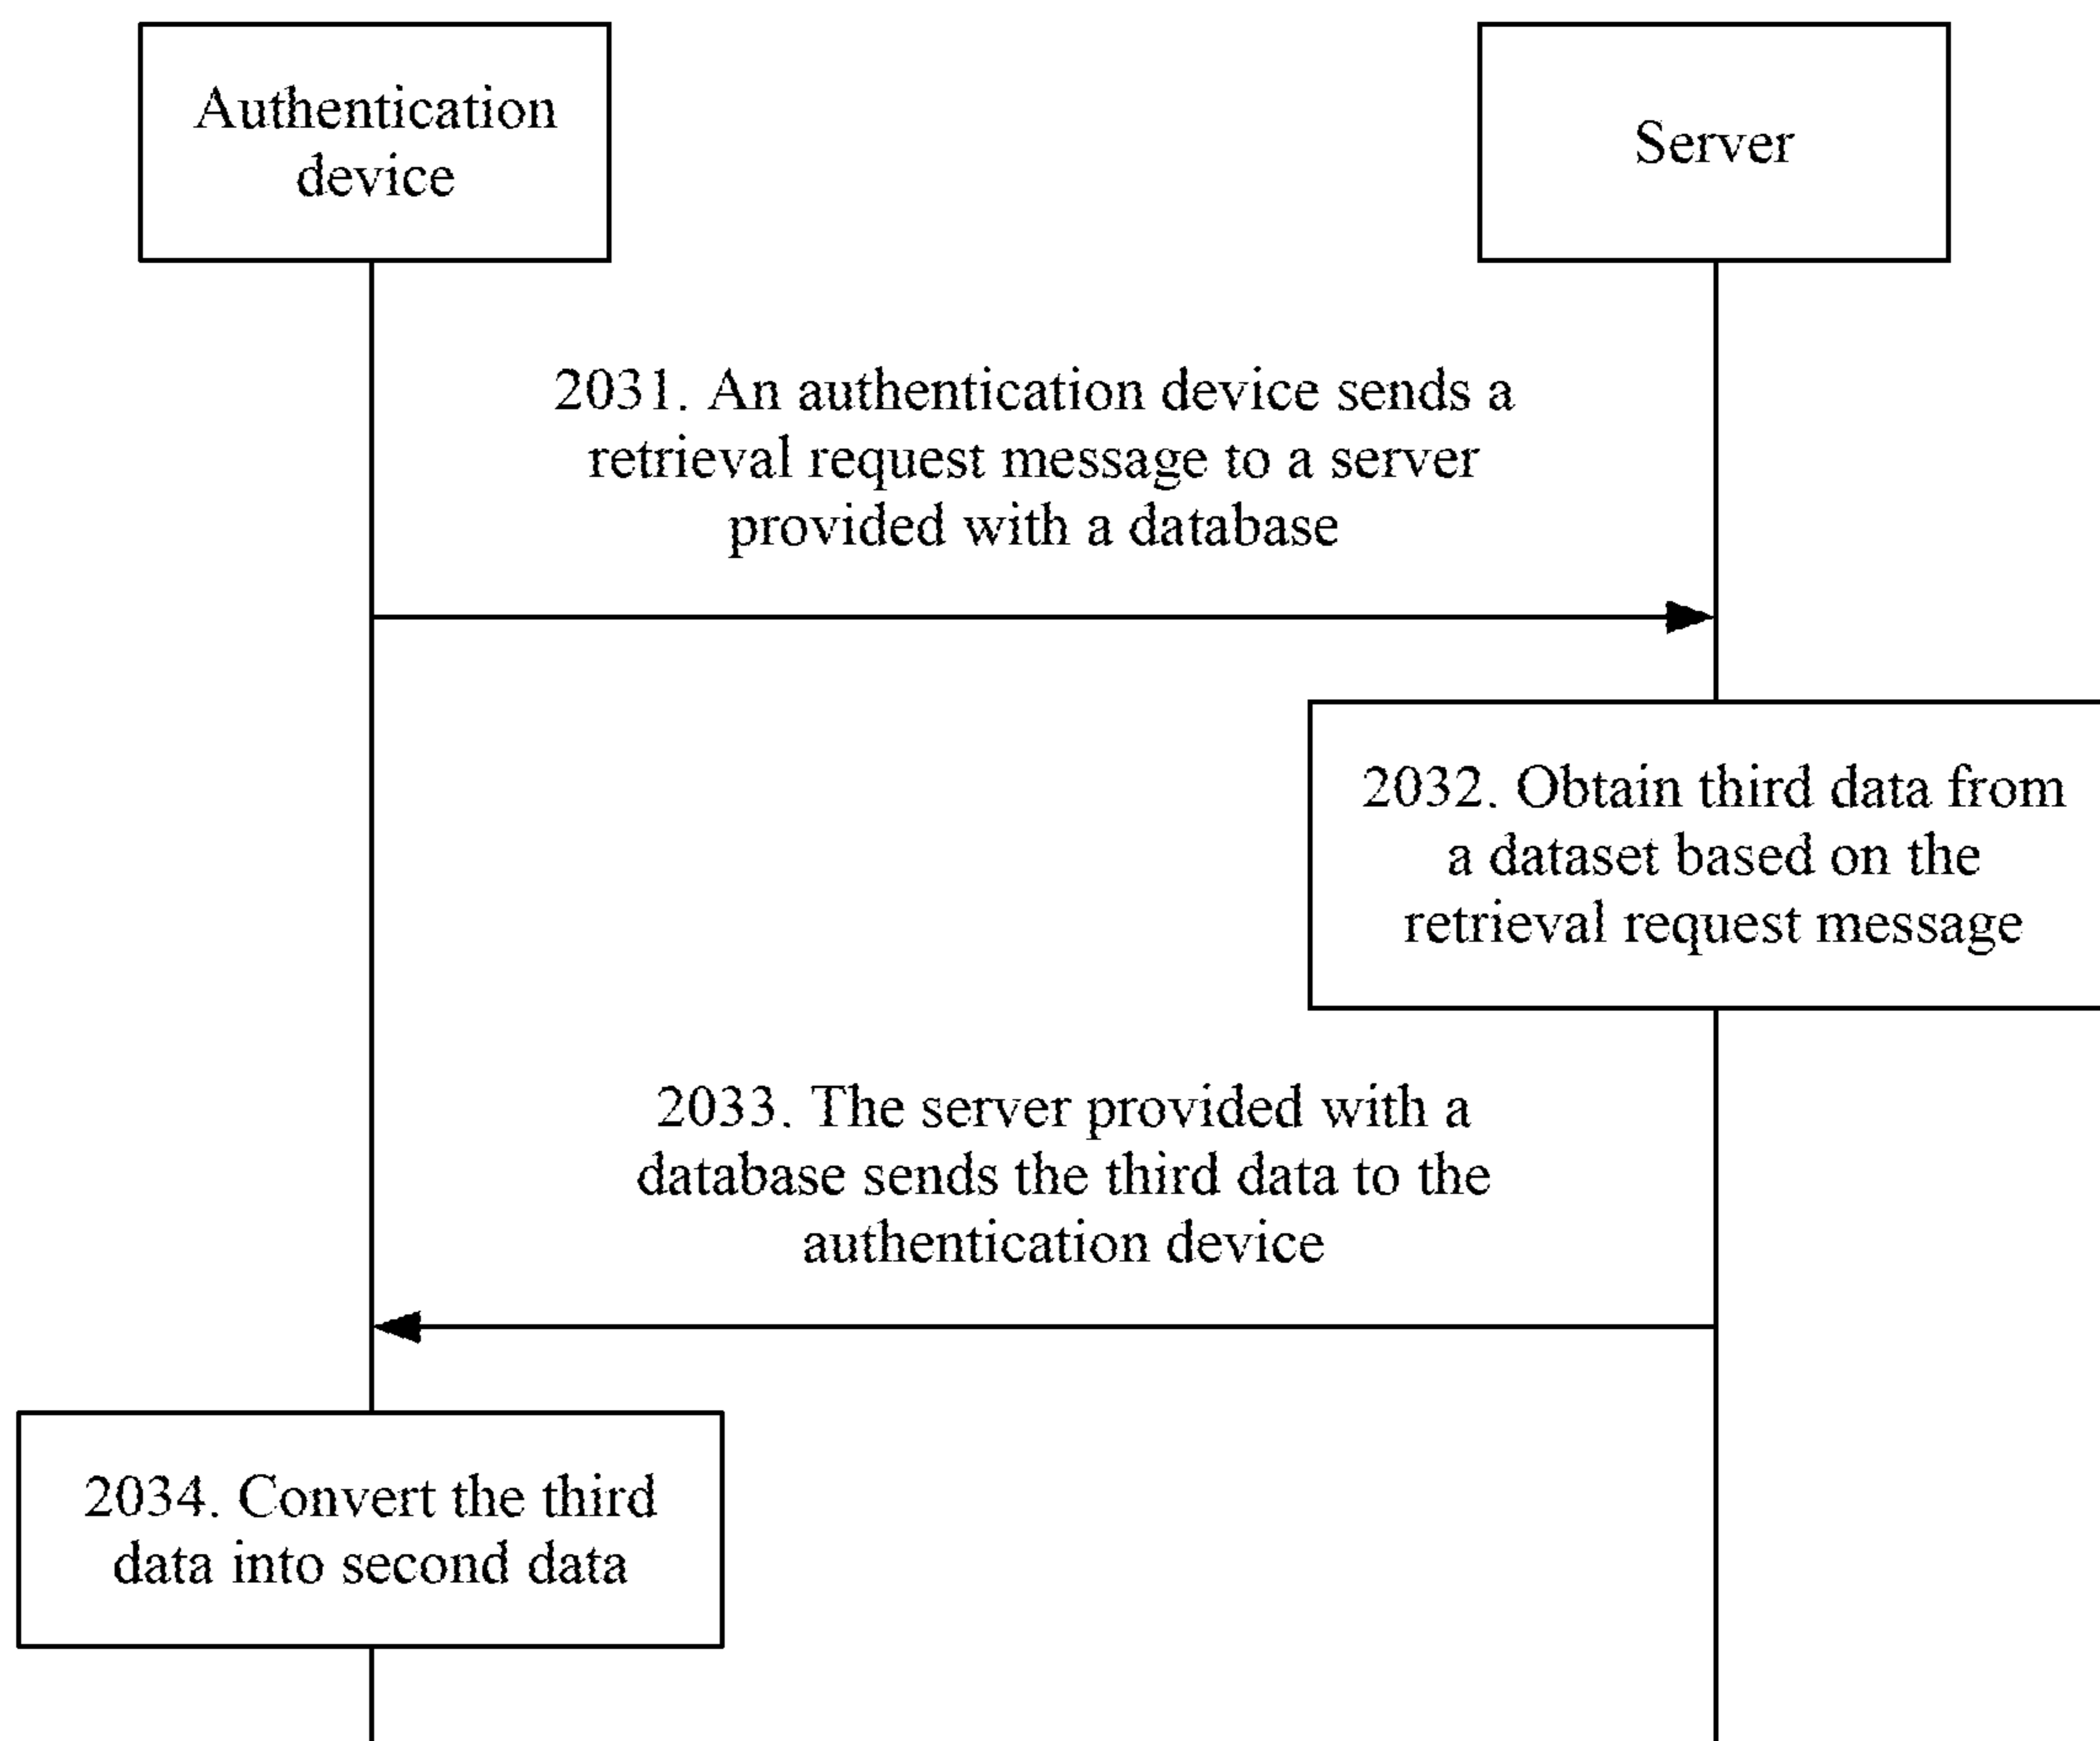 Authentication
device
Server
2031. An authentication device sends a
retrieval request message to a server
provided with a database
2032. Obtain third data from
a dataset based on the
retrieval request message
2033. The server provided with a
database sends the third data to the
authentication device
2034. Convert the third
data into second data